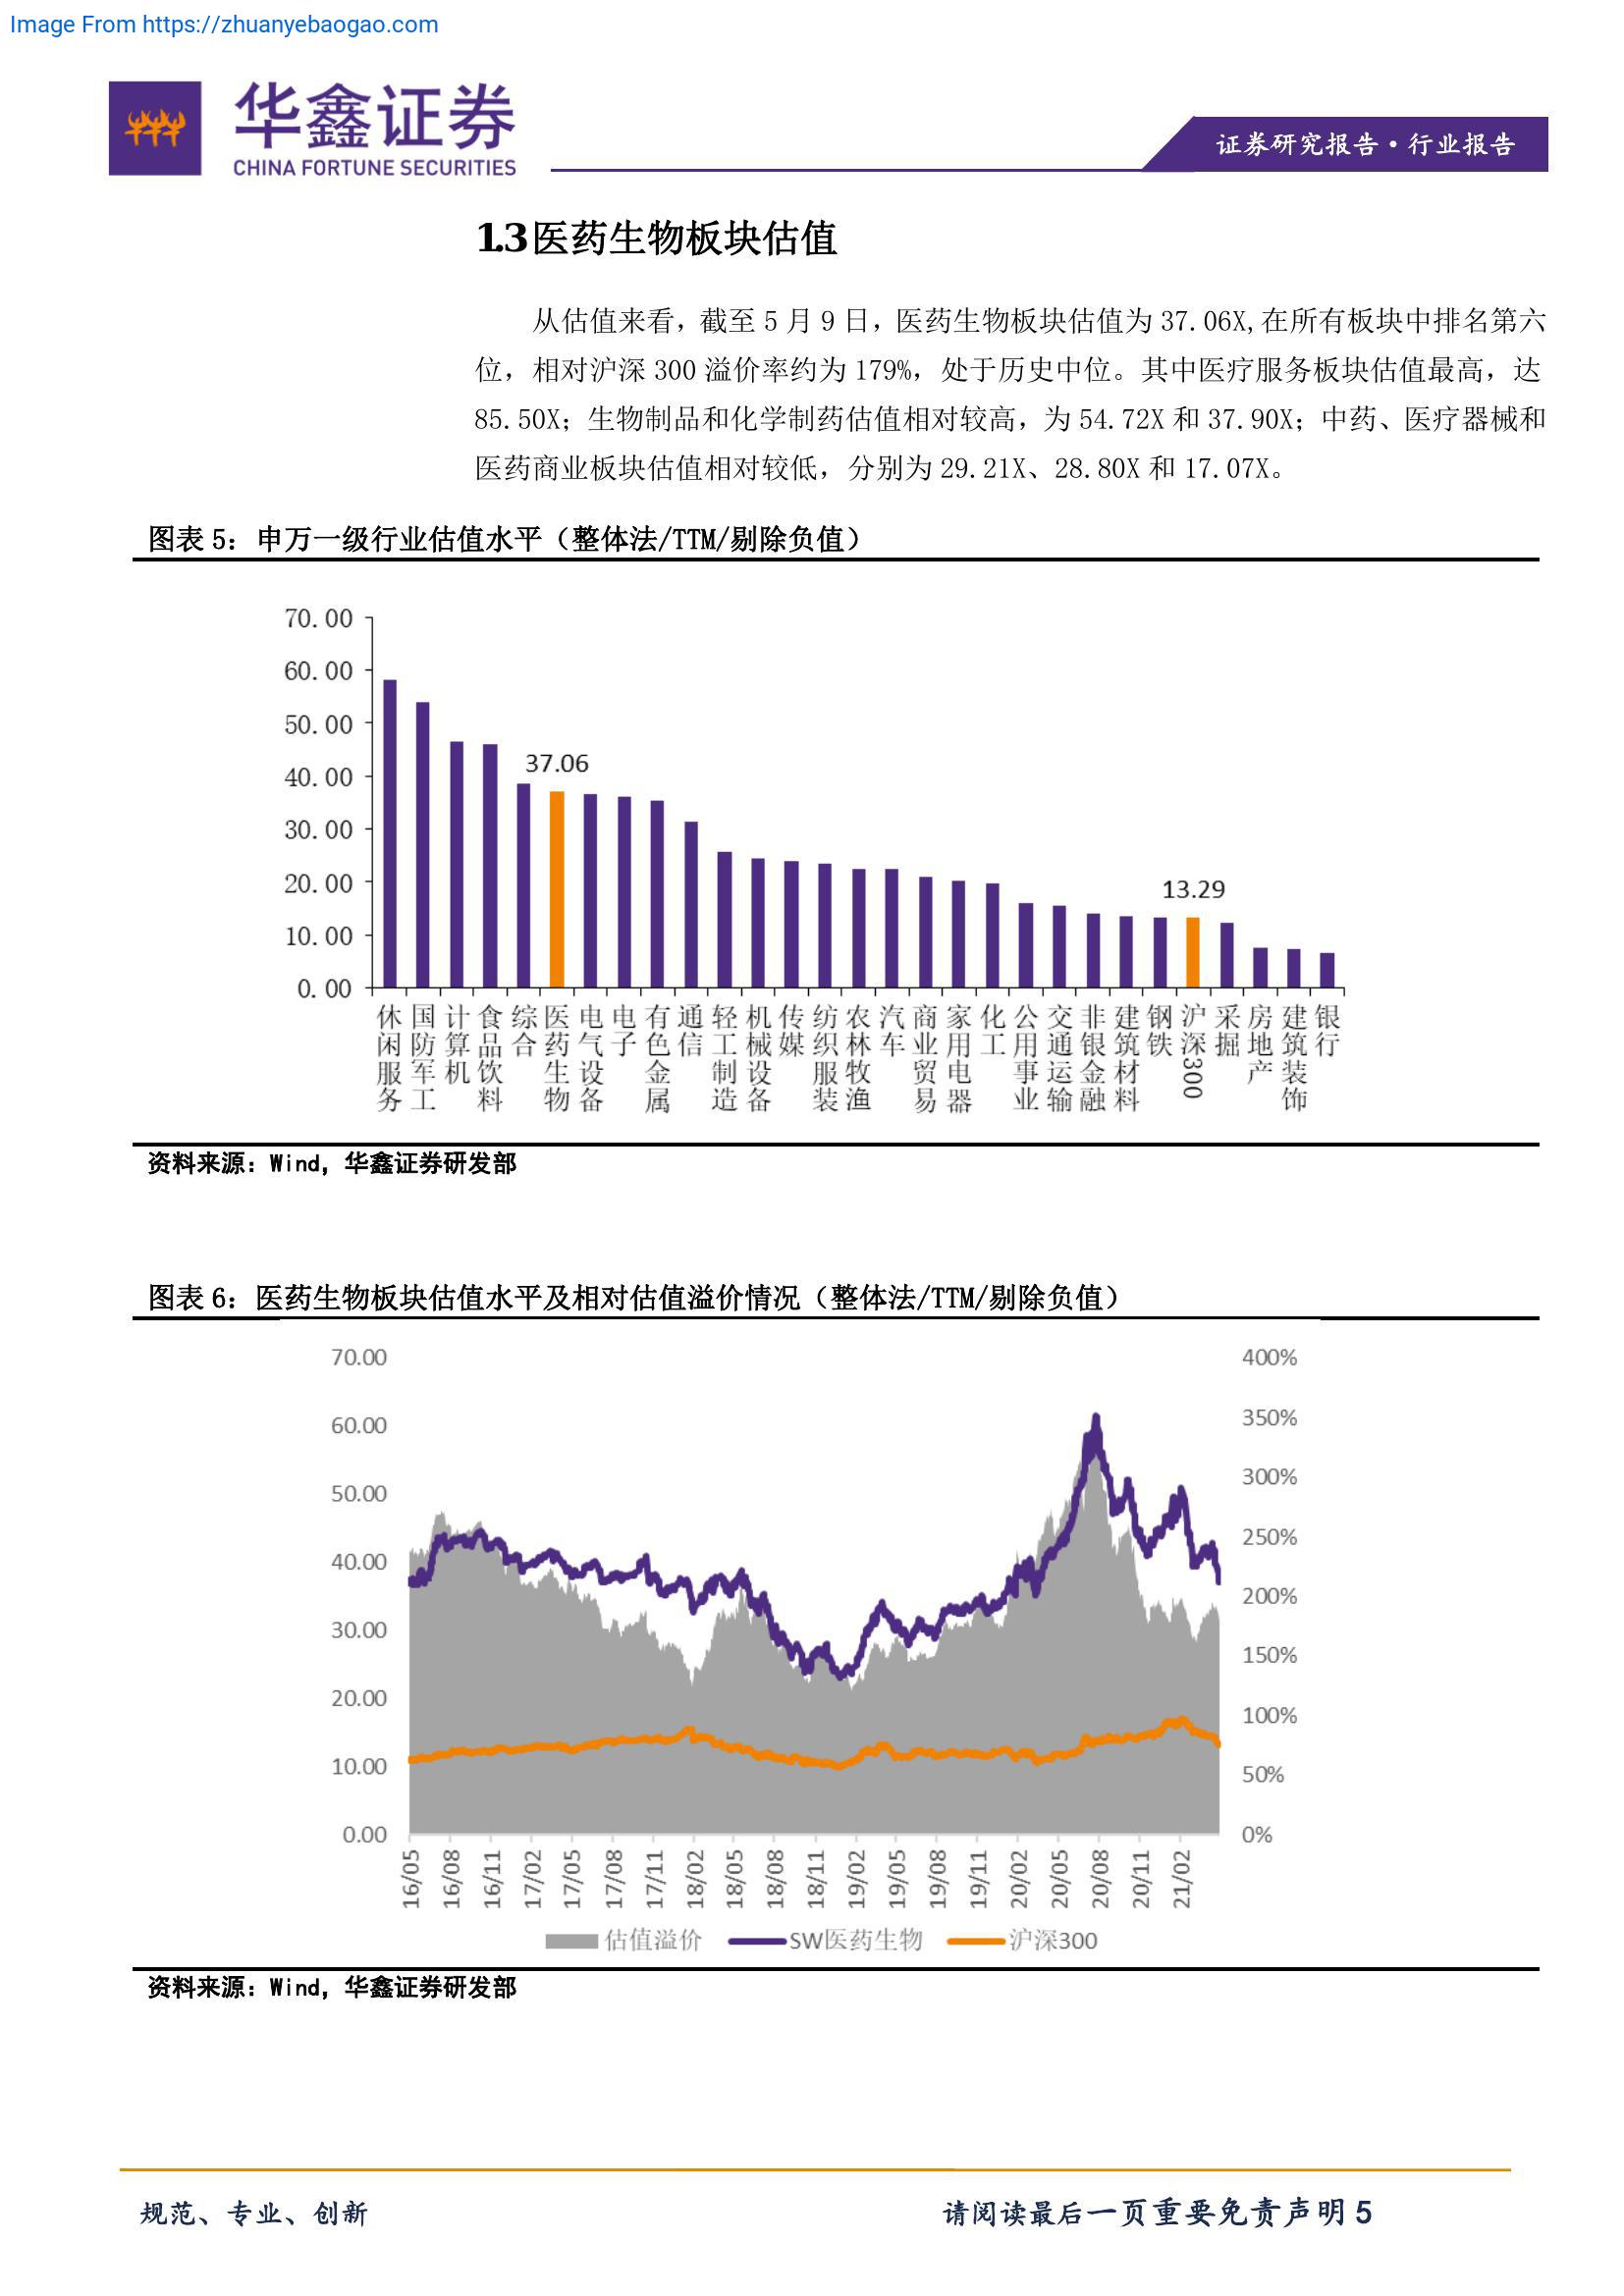 Image From https://zhuanyebaogao.com
华鑫证券
CHINA FORTUNE SECURITIES
证券研究报告·行业报告
1.3医药生物板块估值
从估值来看，截至 5 月 9 日，医药生物板块估值为 37.06X,在所有板块中排名第六
位，相对沪深 300 溢价率约为 179%，处于历史中位。其中医疗服务板块估值最高，达
85.50X；生物制品和化学制药估值相对较高，为 54.72X 和 37.90X；中药、医疗器械和
医药商业板块估值相对较低，分别为 29.21X、28.80X 和 17.07X。
图表 5：申万一级行业估值水平（整体法/TTM/剔除负值）
70.00
60.00
50.00
40.00
30.00
20.00
10.00
0.00
37.06
13.29
休闲服务
国防军工
计算机
食品饮料
综合
医药生物
电气设备
电子
有色金属
通信
轻工制造
机械设备
传媒
纺织服装
农林牧渔
汽车
商业贸易
家用电器
化工
公用事业
交通运输
非银金融
建筑材料
钢铁
沪深300
采掘
房地产
建筑装饰
银行
资料来源：Wind，华鑫证券研发部
图表 6：医药生物板块估值水平及相对估值溢价情况（整体法/TTM/剔除负值）
70.00
60.00
50.00
40.00
30.00
20.00
10.00
0.00
400%
350%
300%
250%
200%
150%
100%
50%
0%
16/05
16/08
16/11
17/02
17/05
17/08
17/11
18/02
18/05
18/08
18/11
19/02
19/05
19/08
19/11
20/02
20/05
20/08
20/11
21/02
估值溢价 SW医药生物 沪深300
资料来源：Wind，华鑫证券研发部
规范、专业、创新
请阅读最后一页重要免责声明 5